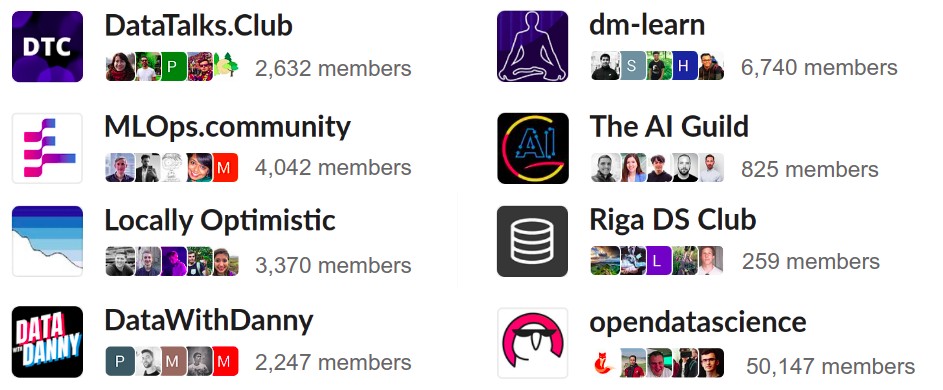 DTC
DataTalks.Club
P
2,632 members
MLOps.community
M
4,042 members
Locally Optimistic
3,370 members
DATA
WITH
DANNY
DataWithDanny
P M M
2,247 members
dm-learn
S H
6,740 members
AI
The AI Guild
825 members
Riga DS Club
L
259 members
opendatascience
50,147 members